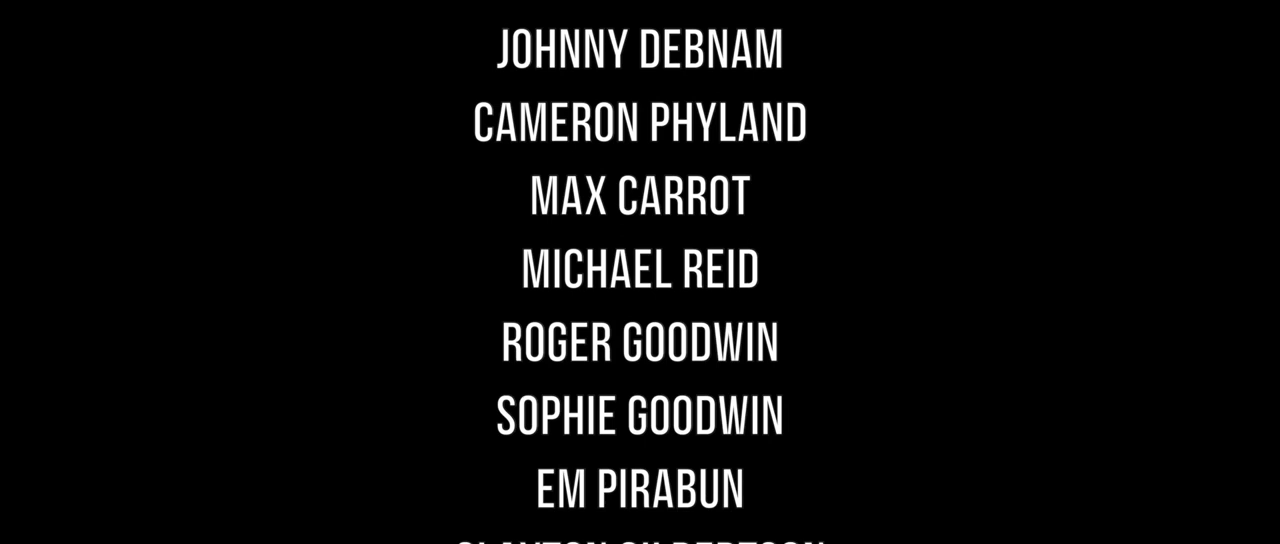 JOHNNY DEBNAM
CAMERON PHYLAND
MAX CARROT
MICHAEL REID
ROGER GOODWIN
SOPHIE GOODWIN
EM PIRABUN